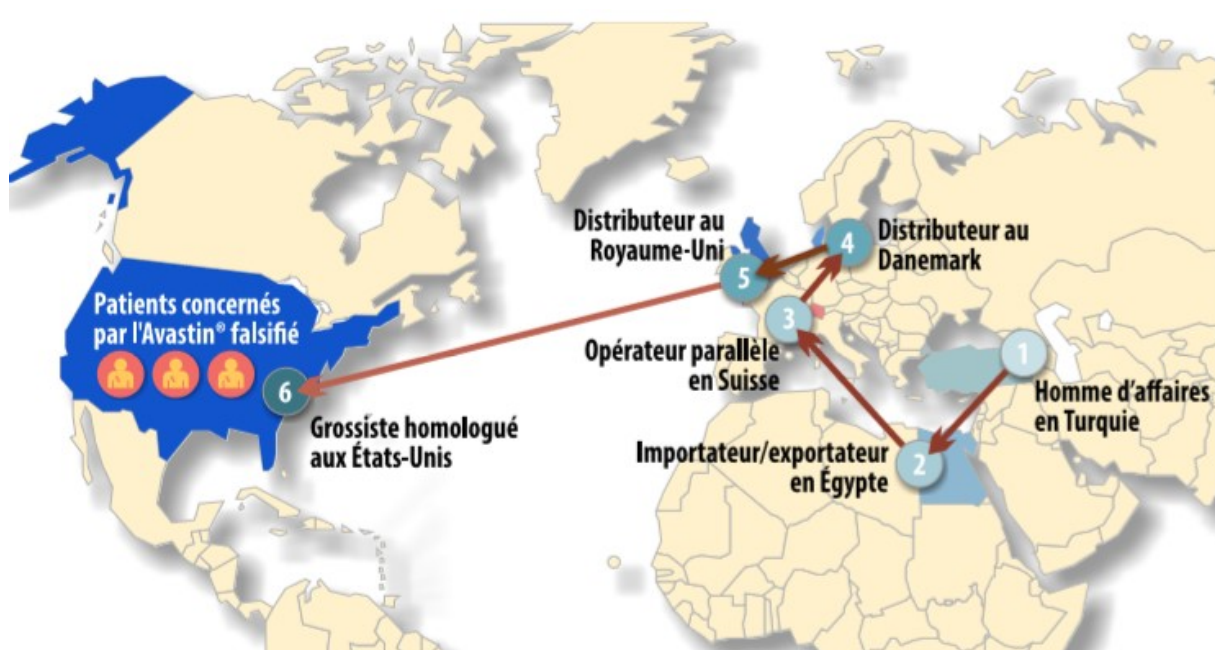 Distributeur au
Royaume-Uni
5
4
Distributeur au
Danemark
Patients concernés
par l'Avastin® falsifié
6
Grossiste homologué
aux États-Unis
3
Opérateur parallèle
en Suisse
1
Homme d’affaires
en Turquie
Importateur/exportateur
en Égypte
2